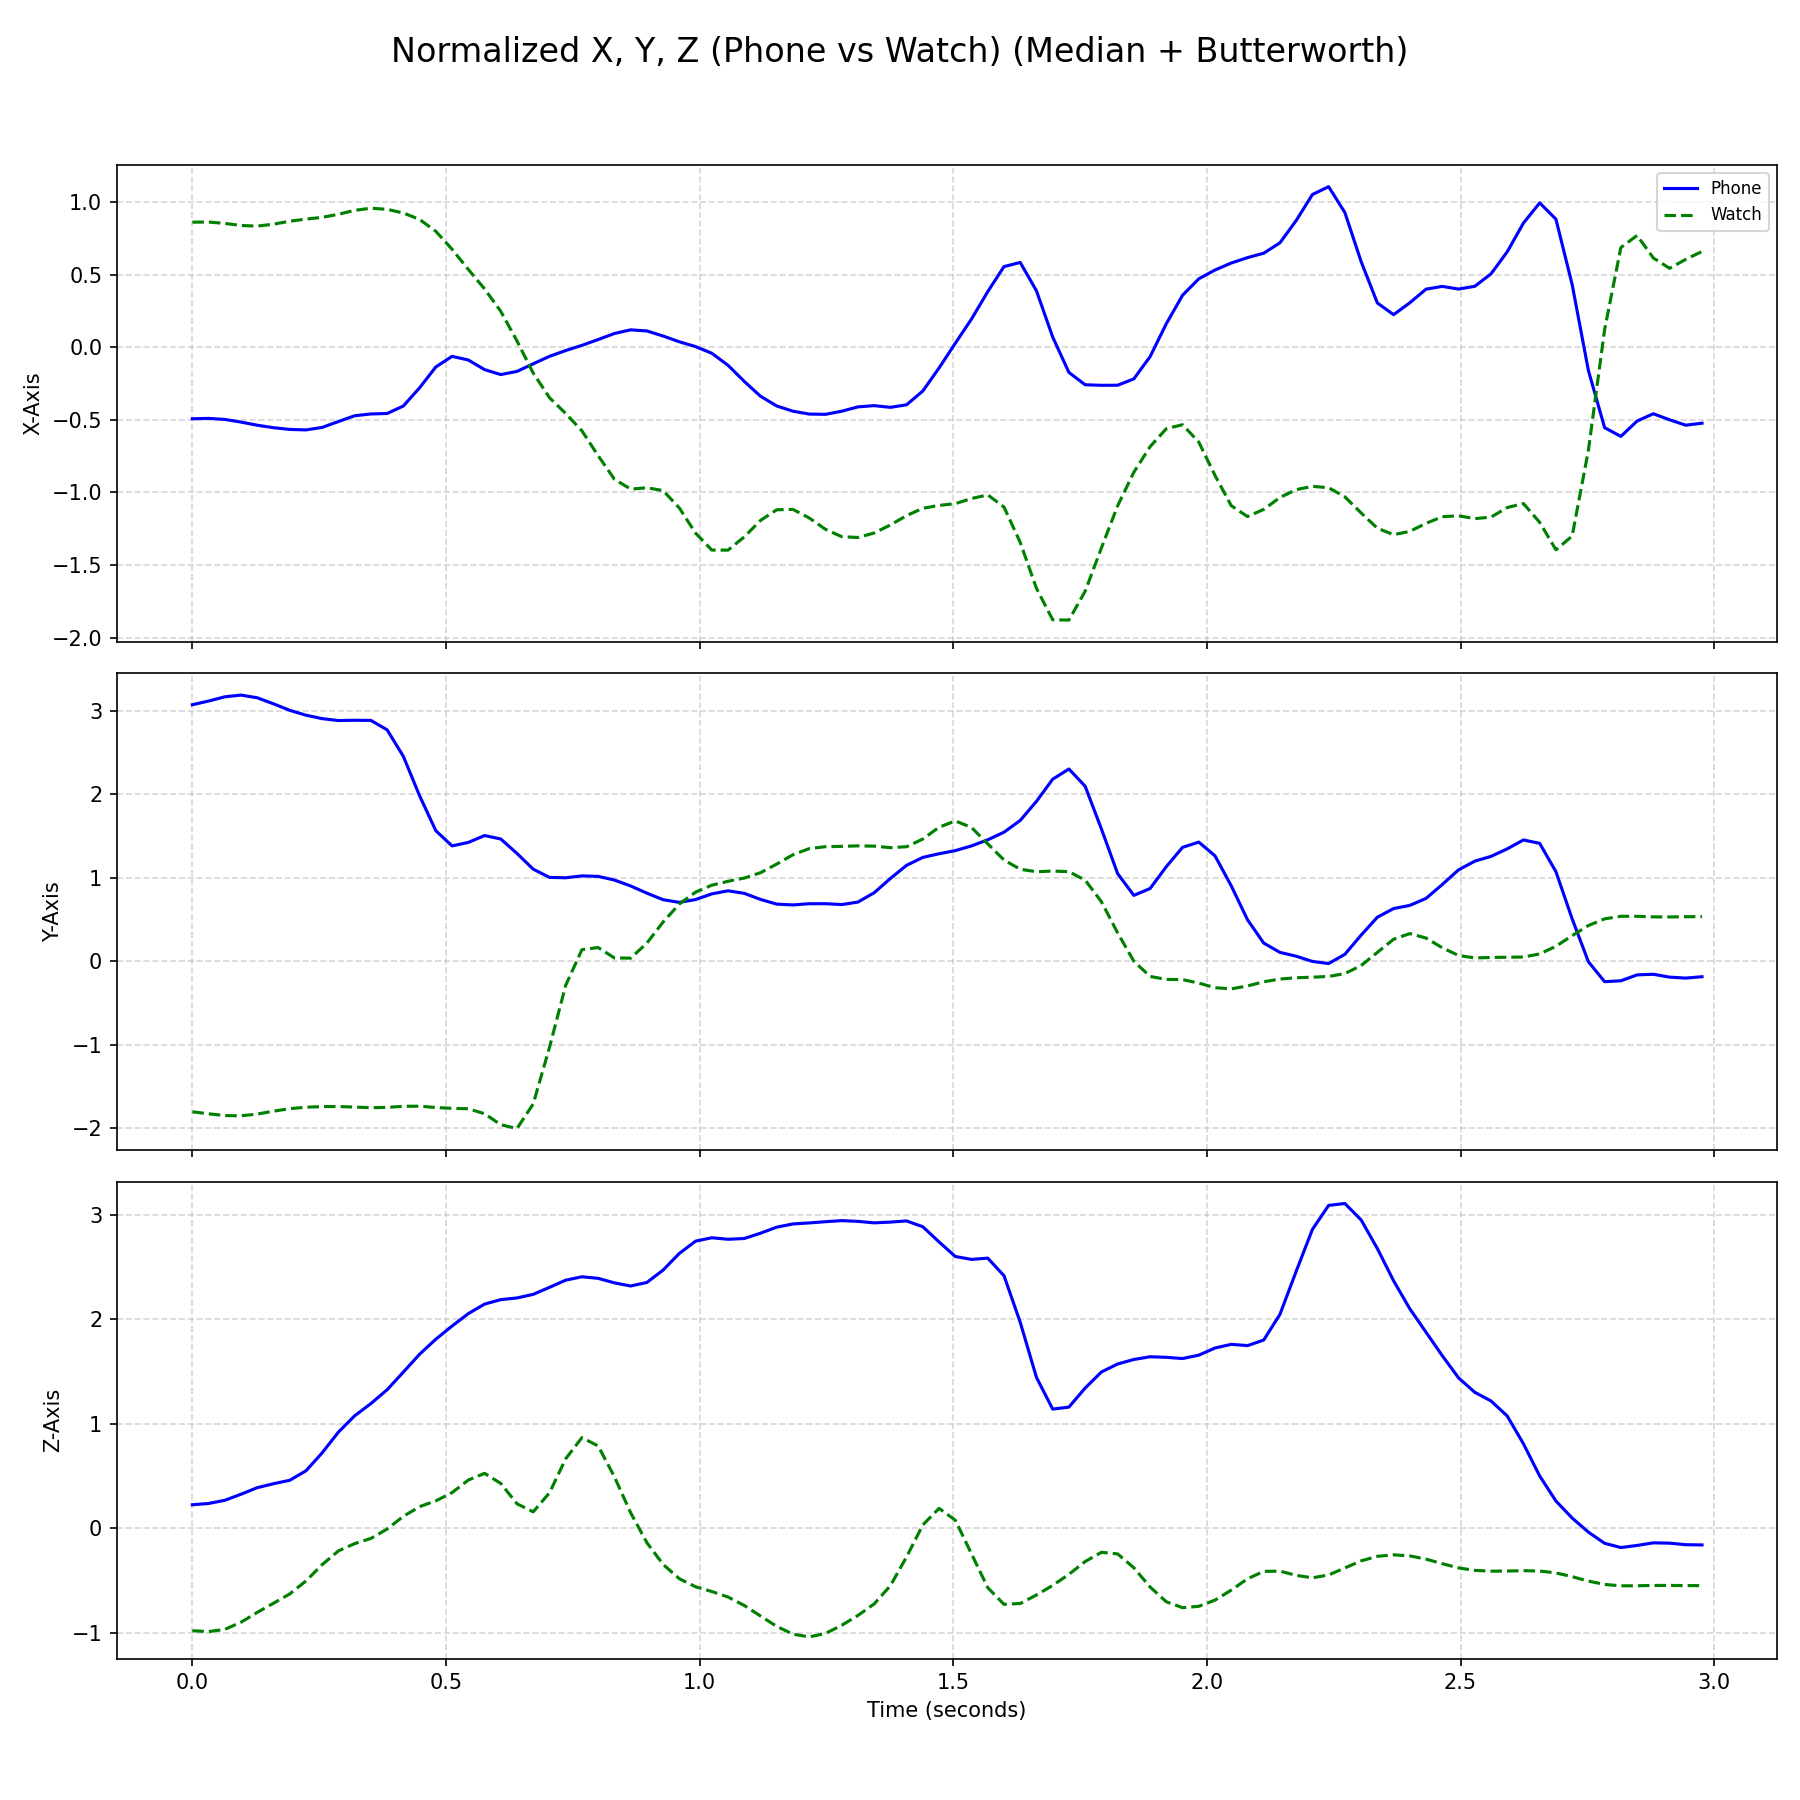 Normalized X, Y, Z (Phone vs Watch) (Median + Butterworth)
Phone
Watch
X-Axis
1.0
0.5
0.0
−0.5
−1.0
−1.5
−2.0
Y-Axis
3
2
1
0
−1
−2
Z-Axis
3
2
1
0
−1
0.0 0.5 1.0 1.5 2.0 2.5 3.0
Time (seconds)